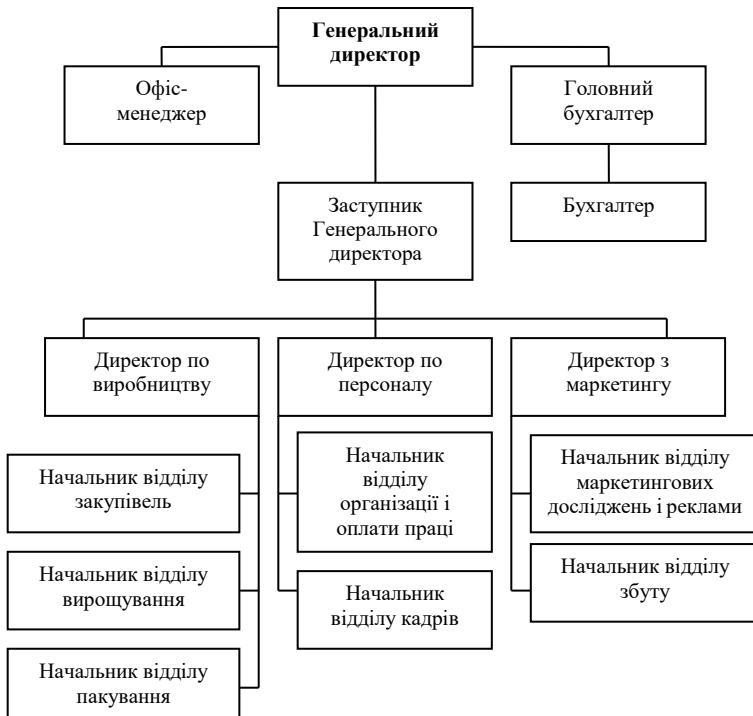 Генеральний
директор
Офіс-
менеджер
Головний
бухгалтер
Заступник
Генерального
директора
Бухгалтер
Директор по
виробництву
Директор по
персоналу
Директор з
маркетингу
Начальник відділу
закупівель
Начальник
відділу
організації і
оплати праці
Начальник відділу
маркетингових
досліджень і реклами
Начальник відділу
вирощування
Начальник
відділу кадрів
Начальник відділу
збуту
Начальник відділу
пакування